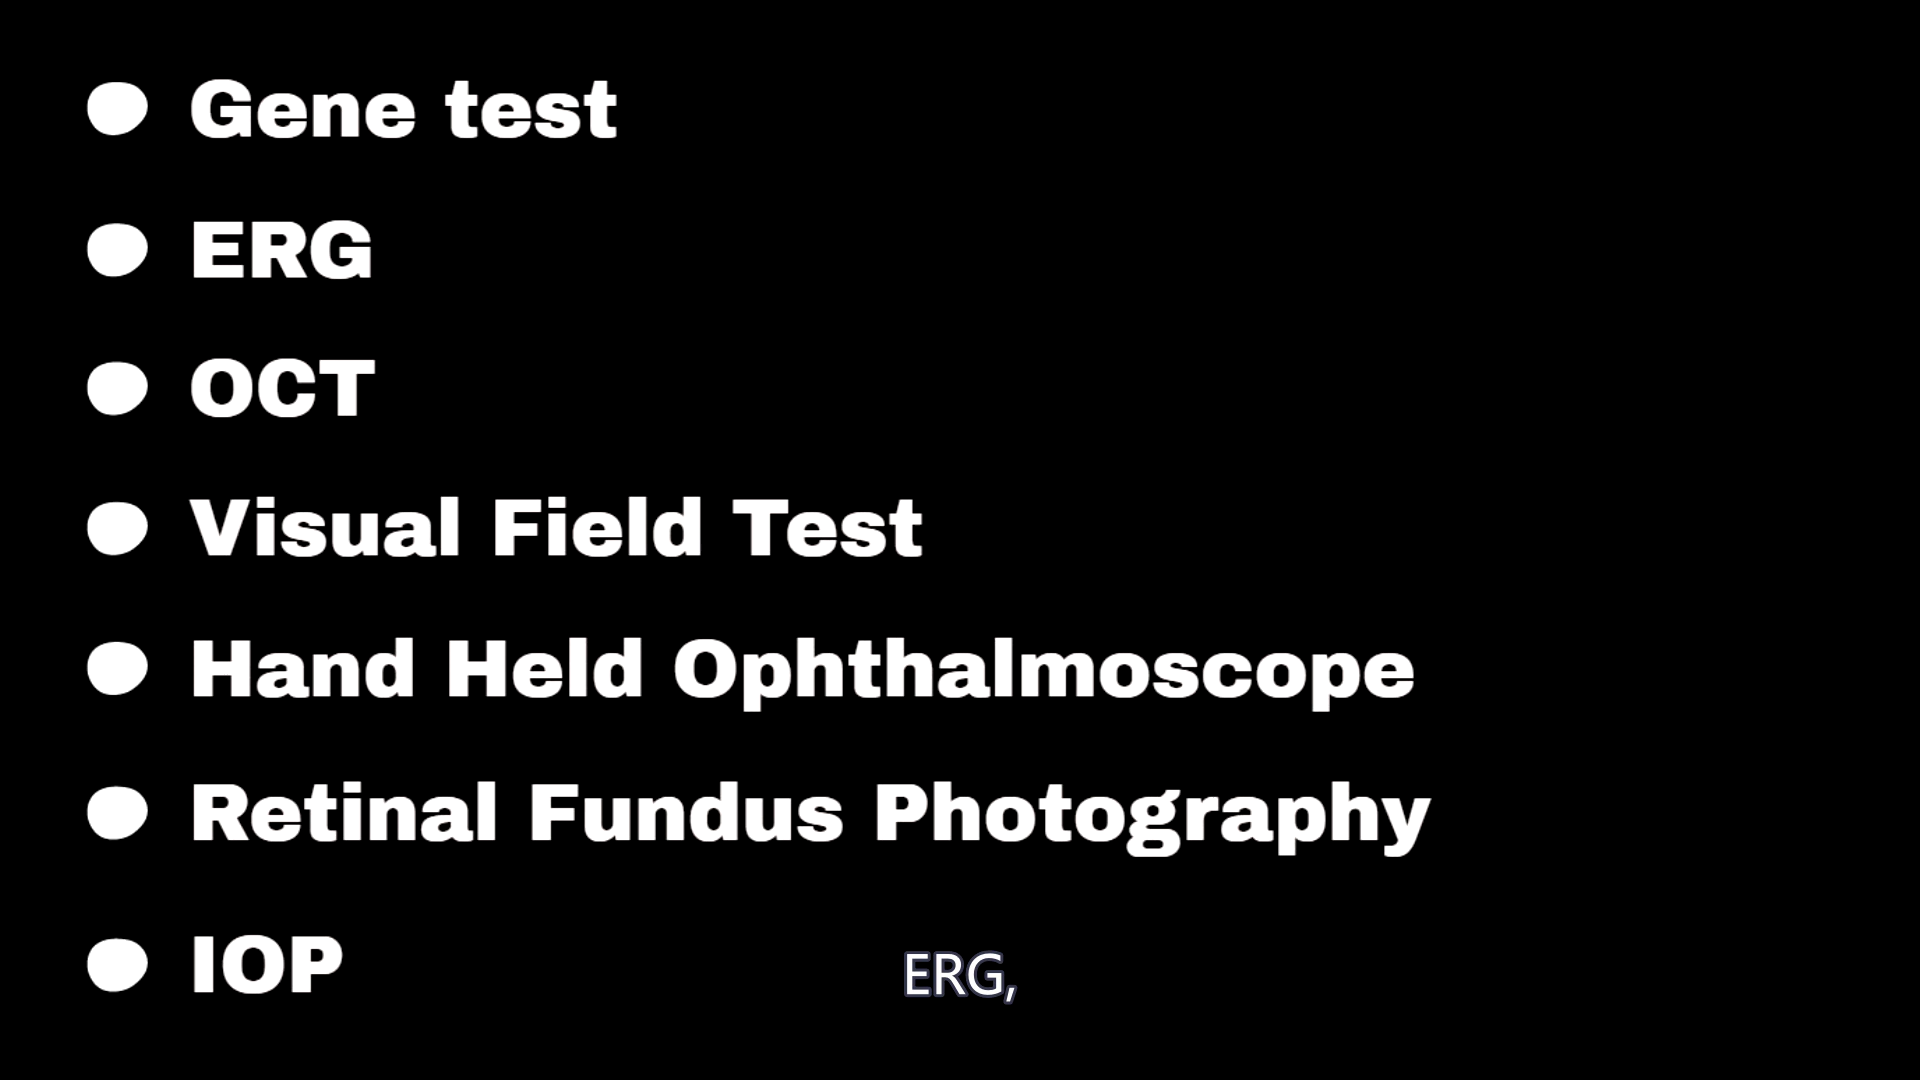 Gene test
ERG
OCT
Visual Field Test
Hand Held Ophthalmoscope
Retinal Fundus Photography
IOP
ERG,